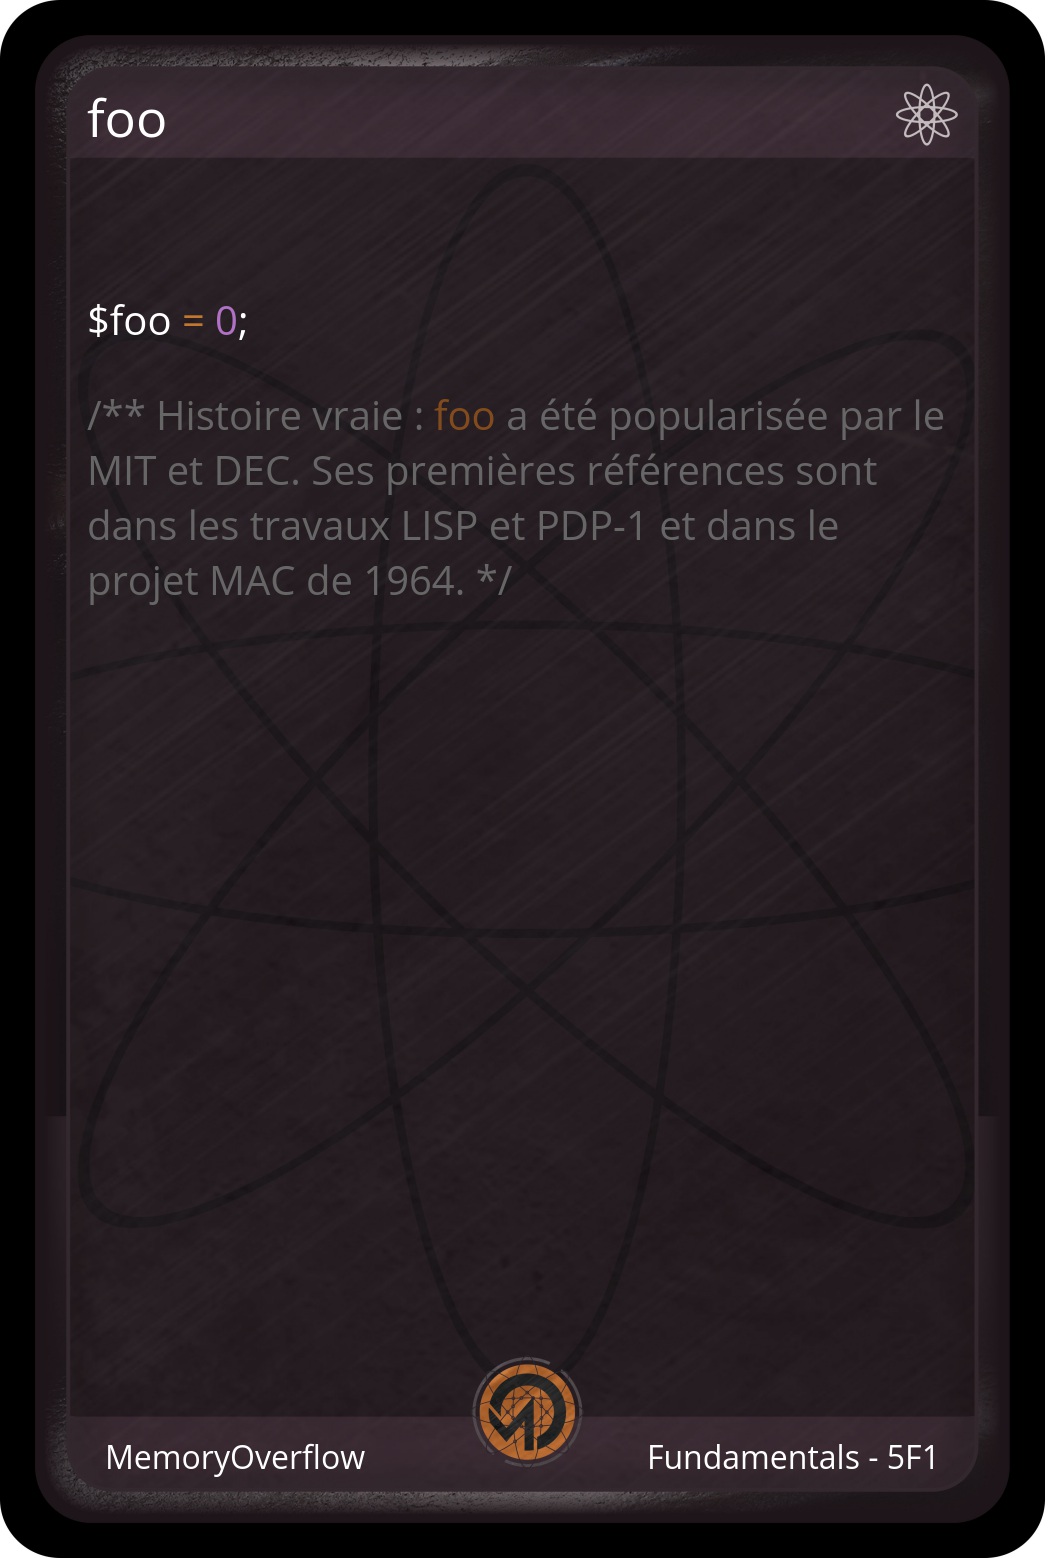 foo
$foo = 0;
/** Histoire vraie : foo a été popularisée par le
MIT et DEC. Ses premières références sont
dans les travaux LISP et PDP-1 et dans le
projet MAC de 1964. */
MemoryOverflow
Fundamentals - 5F1